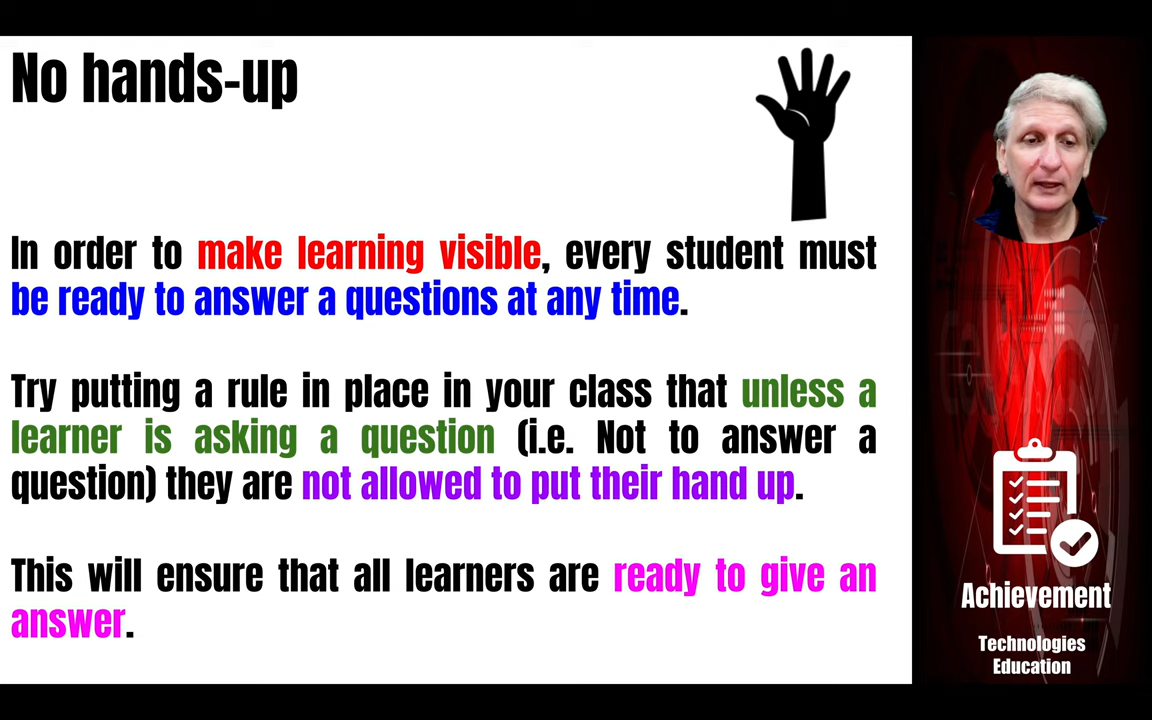 No hands-up
In order to make learning visible, every student must
be ready to answer a questions at any time.
Try putting a rule in place in your class that unless a
learner is asking a question (i.e. Not to answer a
question) they are not allowed to put their hand up.
This will ensure that all learners are ready to give an
answer.
Achievement
Technologies
Education